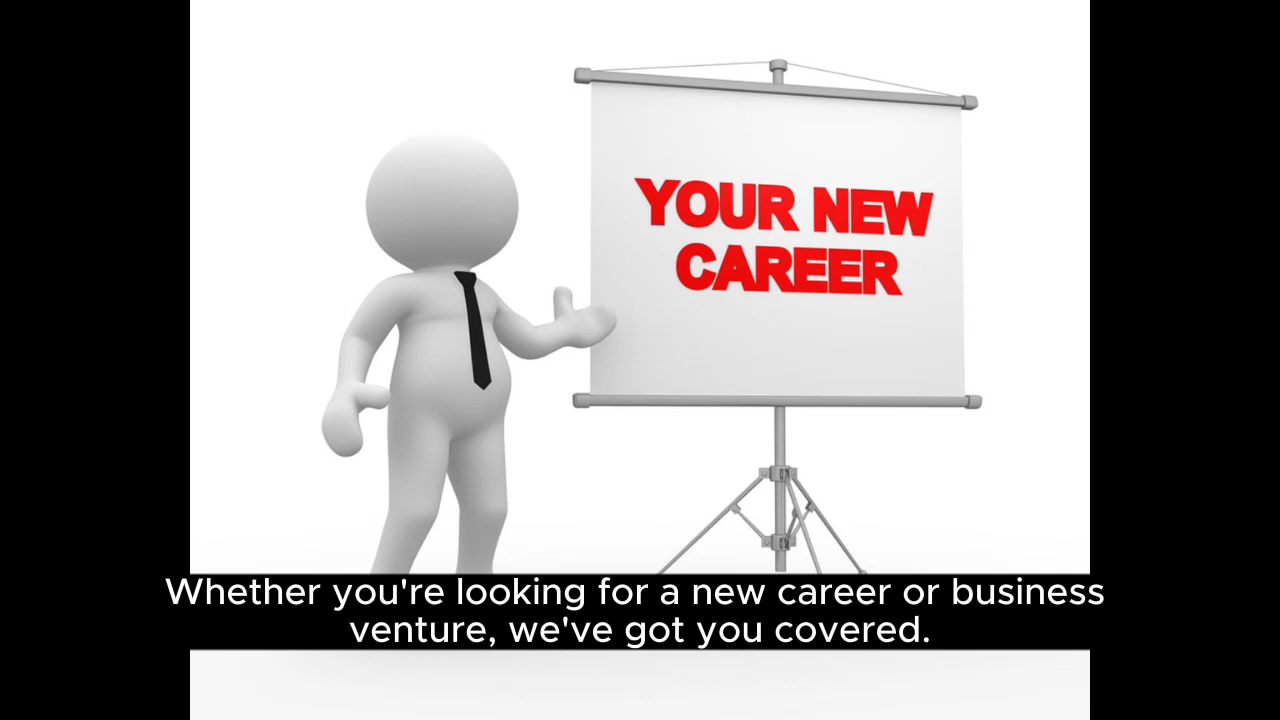 YOUR NEW
CAREER
Whether you're looking for a new career or business
venture, we've got you covered.